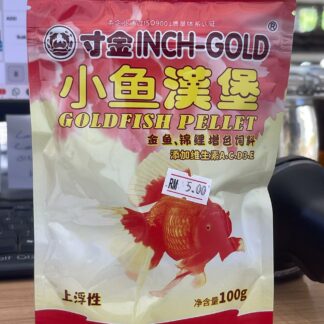 寸金INCH-GOLD
小鱼漢堡
GOLDFISH PELLET
金鱼、锦鲤增色饲料
添加维生素A.C.D3.E
RM 5.00
上浮性
净含量100g